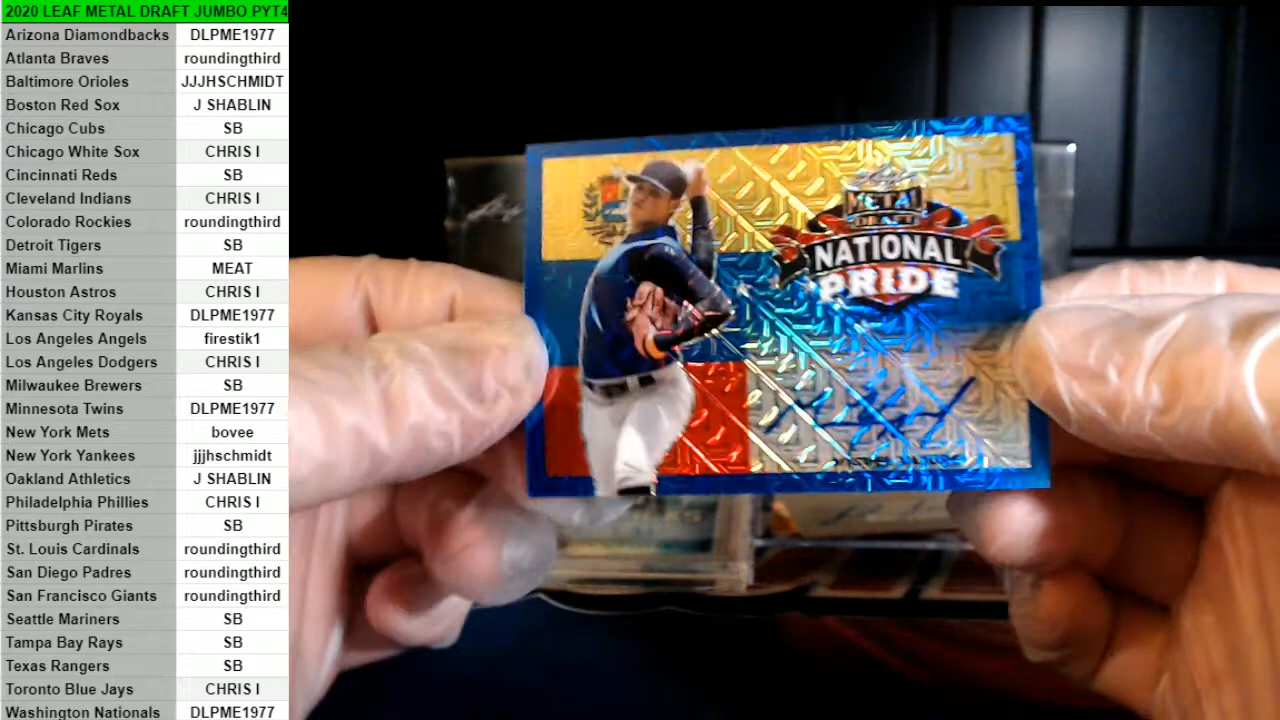 2020 LEAF METAL DRAFT JUMBO PYT4
Arizona Diamondbacks DLPME1977
Atlanta Braves roundingthird
Baltimore Orioles JJJHSCHMIDT
Boston Red Sox J SHABLIN
Chicago Cubs SB
Chicago White Sox CHRIS I
Cincinnati Reds SB
Cleveland Indians CHRIS I
Colorado Rockies roundingthird
Detroit Tigers SB
Miami Marlins MEAT
Houston Astros CHRIS I
Kansas City Royals DLPME1977
Los Angeles Angels firestik1
Los Angeles Dodgers CHRIS I
Milwaukee Brewers SB
Minnesota Twins DLPME1977
New York Mets bovee
New York Yankees jjjhschmidt
Oakland Athletics J SHABLIN
Philadelphia Phillies CHRIS I
Pittsburgh Pirates SB
St. Louis Cardinals roundingthird
San Diego Padres roundingthird
San Francisco Giants roundingthird
Seattle Mariners SB
Tampa Bay Rays SB
Texas Rangers SB
Toronto Blue Jays CHRIS I
Washington Nationals DLPME1977
METAL
DRAFT
NATIONAL
PRIDE